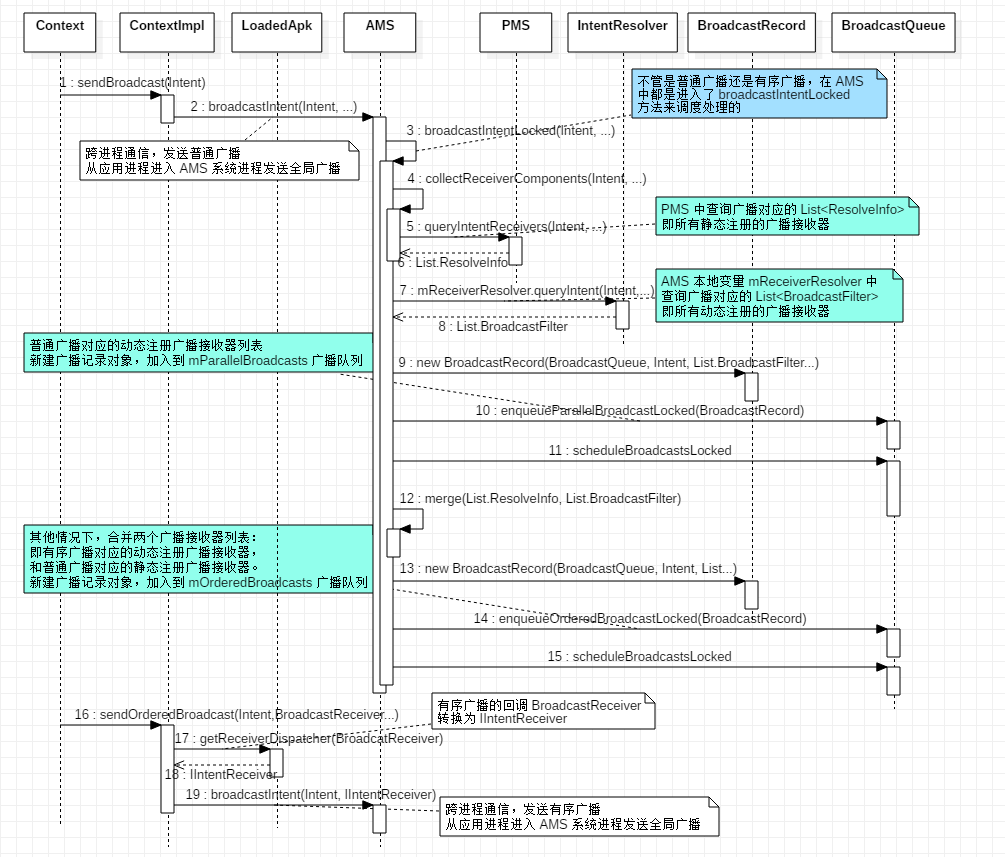 Context
ContextImpl
LoadedApk
AMS
PMS
IntentResolver
BroadcastRecord
BroadcastQueue
1 : sendBroadcast(Intent)
不管是普通广播还是有序广播，在 AMS
中都是进入了 broadcastIntentLocked
方法来调度处理的
2 : broadcastIntent(Intent, ...)
3 : broadcastIntentLocked(Intent, ...)
跨进程通信，发送普通广播
从应用进程进入 AMS 系统进程发送全局广播
4 : collectReceiverComponents(Intent, ...)
PMS 中查询广播对应的 List<ResolveInfo>
即所有静态注册的广播接收器
5 : queryIntentReceivers(Intent, ...)
6 : List.ResolveInfo
AMS 本地变量 mReceiverResolver 中
查询广播对应的 List<BroadcastFilter>
即所有动态注册的广播接收器
7 : mReceiverResolver.queryIntent(Intent,...)
8 : List.BroadcastFilter
普通广播对应的动态注册广播接收器列表
新建广播记录对象，加入到 mParallelBroadcasts 广播队列
9 : new BroadcastRecord(BroadcastQueue, Intent, List.BroadcastFilter...)
10 : enqueueParallelBroadcastLocked(BroadcastRecord)
11 : scheduleBroadcastsLocked
12 : merge(List.ResolveInfo, List.BroadcastFilter)
其他情况下，合并两个广播接收器列表：
即有序广播对应的动态注册广播接收器，
和普通广播对应的静态注册广播接收器。
新建广播记录对象，加入到 mOrderedBroadcasts 广播队列
13 : new BroadcastRecord(BroadcastQueue, Intent, List...)
14 : enqueueOrderedBroadcastLocked(BroadcastRecord)
15 : scheduleBroadcastsLocked
有序广播的回调 BroadcastReceiver
转换为 IIntentReceiver
16 : sendOrderedBroadcast(Intent,BroadcastReceiver...)
17 : getReceiverDispatcher(BroadcatReceiver)
18 : IIntentReceiver
19 : broadcastIntent(Intent, IIntentReceiver)
跨进程通信，发送有序广播
从应用进程进入 AMS 系统进程发送全局广播